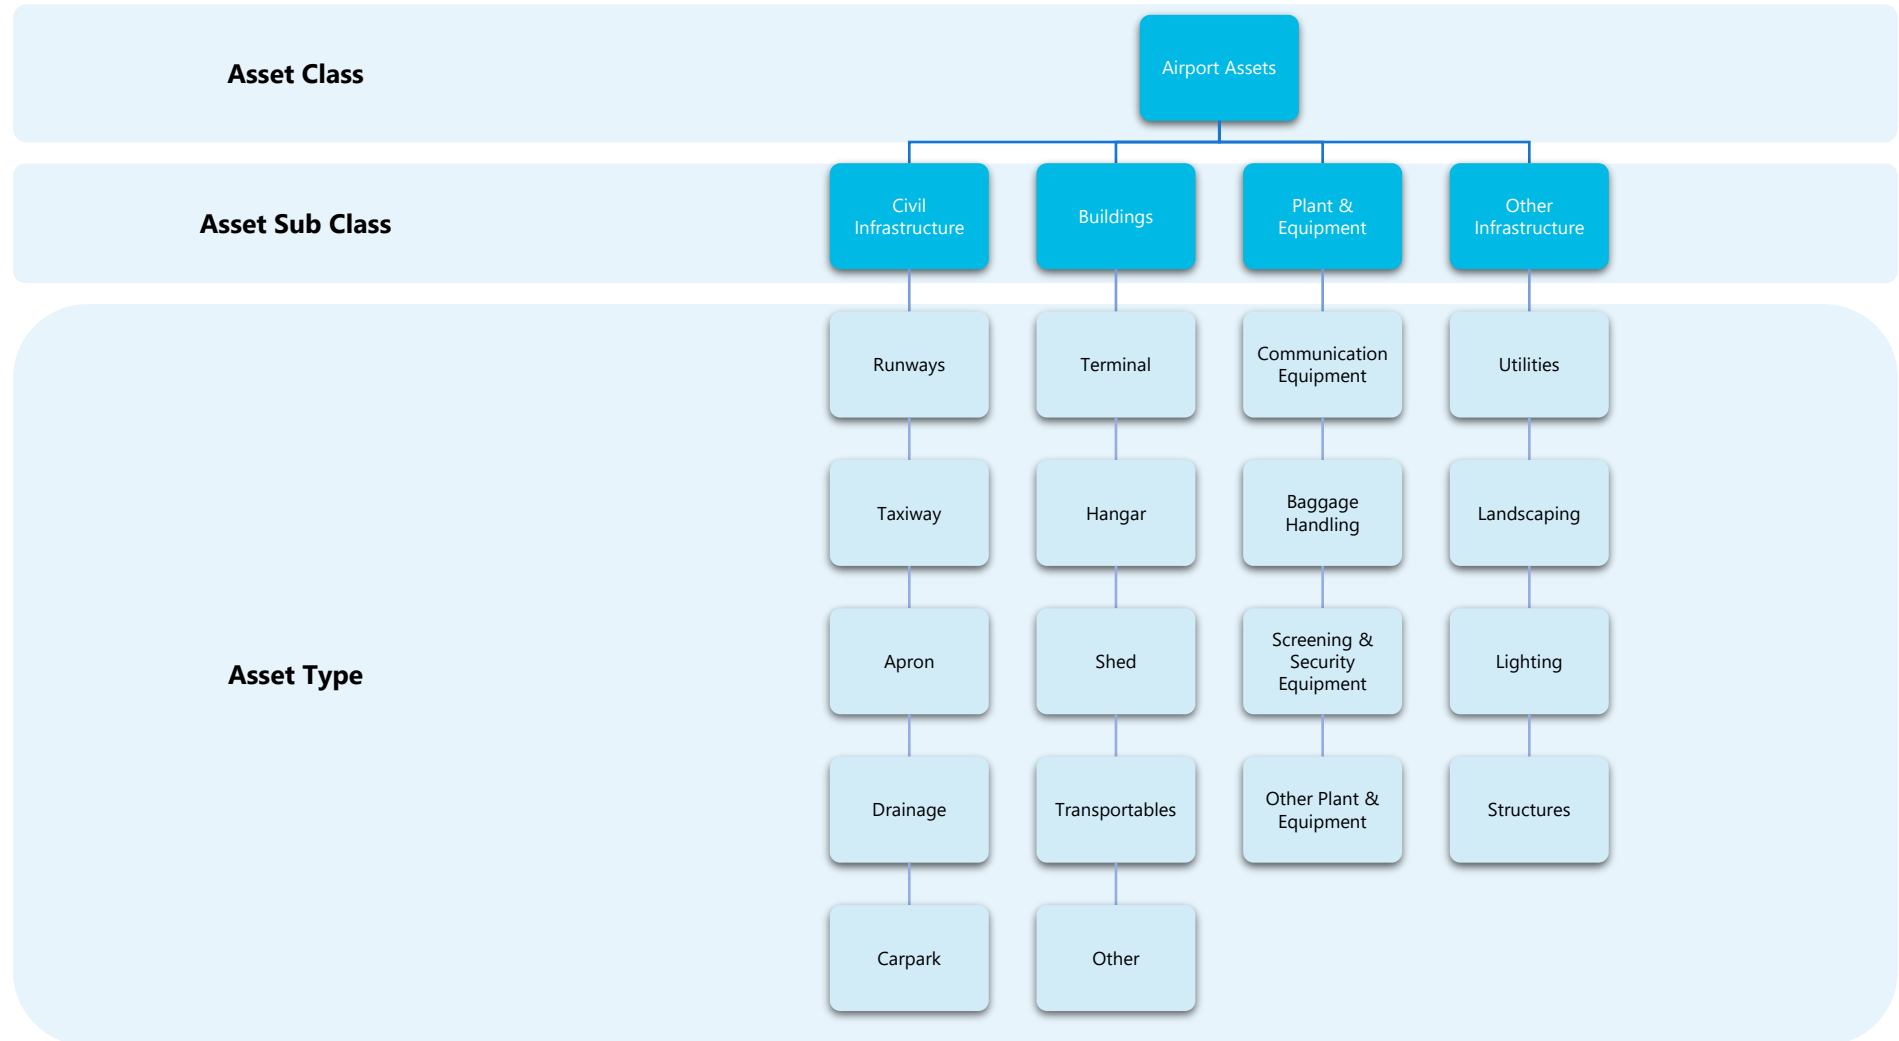 Asset Class
Airport Assets
Asset Sub Class
Civil
Infrastructure
Buildings
Plant &
Equipment
Other
Infrastructure
Asset Type
Runways
Terminal
Communication
Equipment
Utilities
Taxiway
Hangar
Baggage
Handling
Landscaping
Apron
Shed
Screening &
Security
Equipment
Lighting
Drainage
Transportables
Other Plant &
Equipment
Structures
Carpark
Other